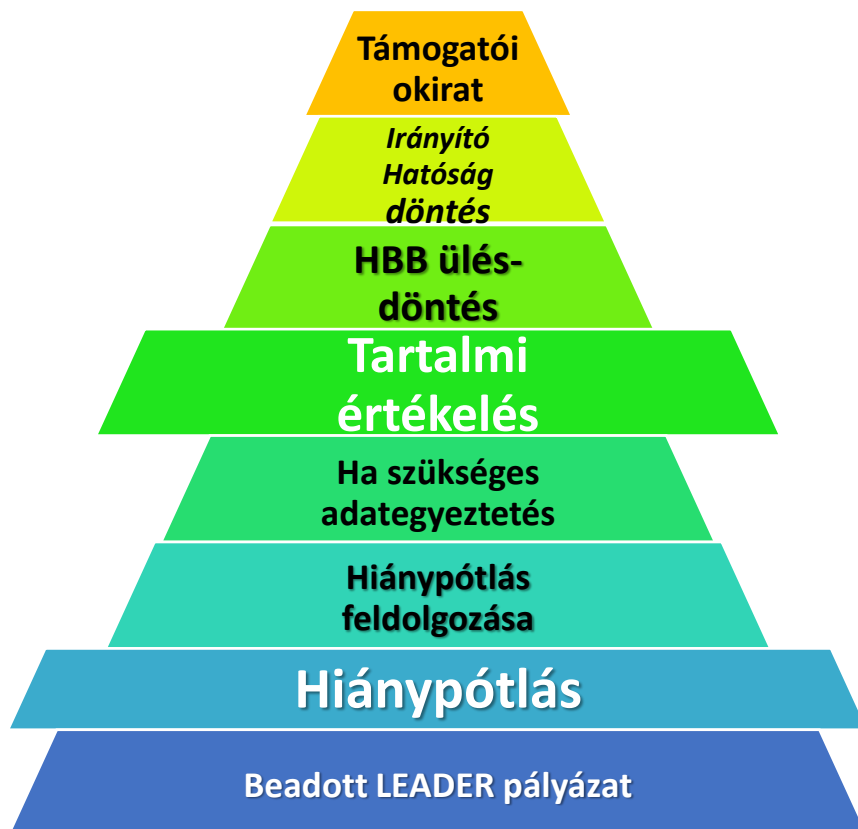 Támogatói
okirat
Irányító
Hatóság
döntés
HBB ülés-
döntés
Tartalmi
értékelés
Ha szükséges
adategyeztetés
Hiánypótlás
feldolgozása
Hiánypótlás
Beadott LEADER pályázat